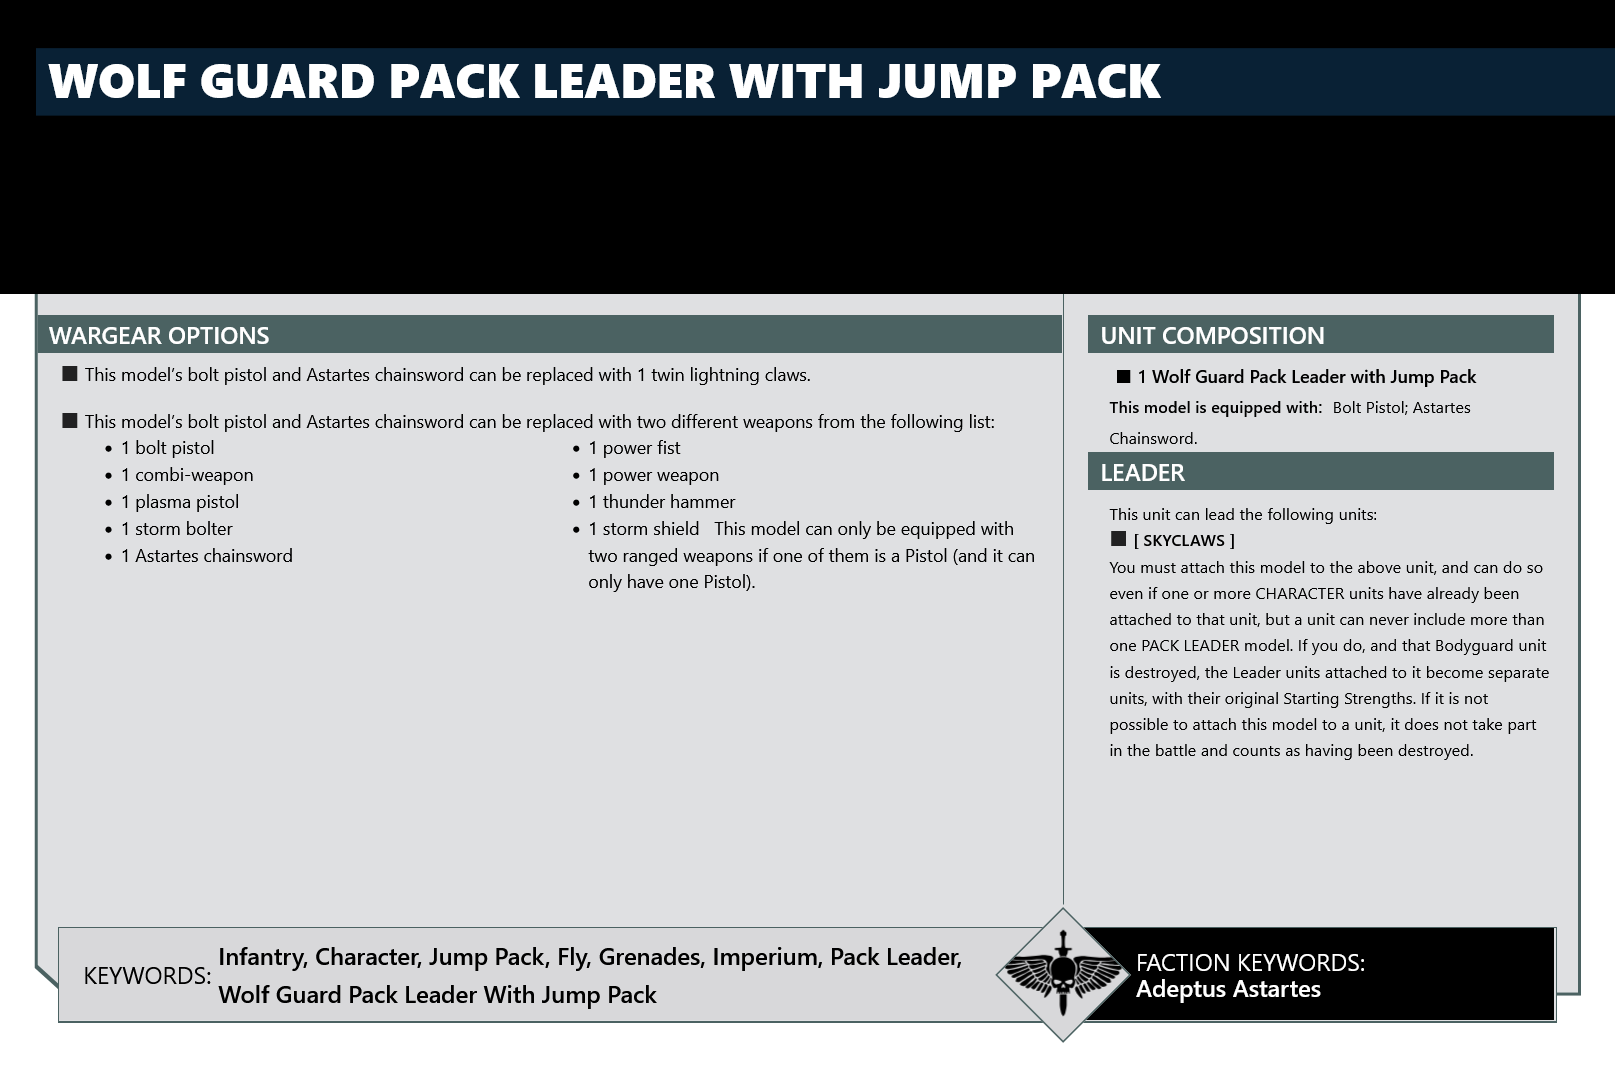 WOLF GUARD PACK LEADER WITH JUMP PACK
WARGEAR OPTIONS
This model’s bolt pistol and Astartes chainsword can be replaced with 1 twin lightning claws.
This model’s bolt pistol and Astartes chainsword can be replaced with two different weapons from the following list:
• 1 bolt pistol
• 1 combi-weapon
• 1 plasma pistol
• 1 storm bolter
• 1 Astartes chainsword
• 1 power fist
• 1 power weapon
• 1 thunder hammer
• 1 storm shield This model can only be equipped with
two ranged weapons if one of them is a Pistol (and it can
only have one Pistol).
UNIT COMPOSITION
1 Wolf Guard Pack Leader with Jump Pack
This model is equipped with: Bolt Pistol; Astartes
Chainsword.
LEADER
This unit can lead the following units:
[ SKYCLAWS ]
You must attach this model to the above unit, and can do so
even if one or more CHARACTER units have already been
attached to that unit, but a unit can never include more than
one PACK LEADER model. If you do, and that Bodyguard unit
is destroyed, the Leader units attached to it become separate
units, with their original Starting Strengths. If it is not
possible to attach this model to a unit, it does not take part
in the battle and counts as having been destroyed.
KEYWORDS:
Infantry, Character, Jump Pack, Fly, Grenades, Imperium, Pack Leader,
Wolf Guard Pack Leader With Jump Pack
FACTION KEYWORDS:
Adeptus Astartes